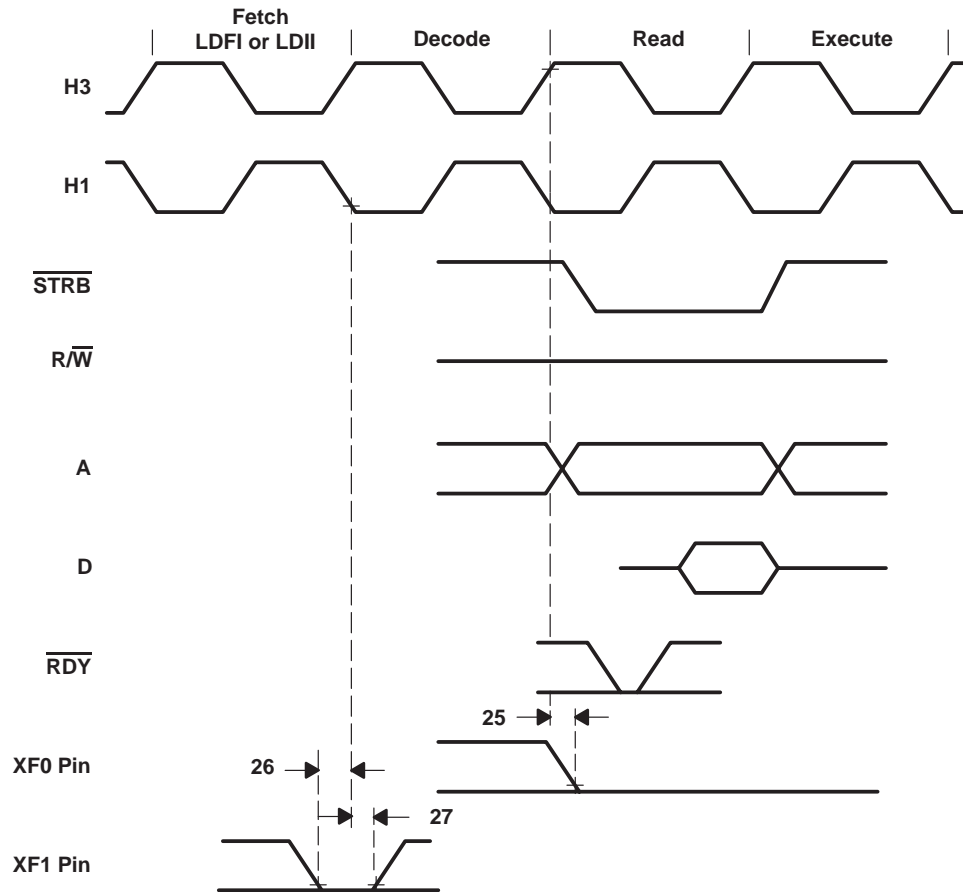 Fetch
LDFI or LDII
Decode
Read
Execute
H3
H1
STRB
R/W
A
D
RDY
25
XF0 Pin
26
27
XF1 Pin